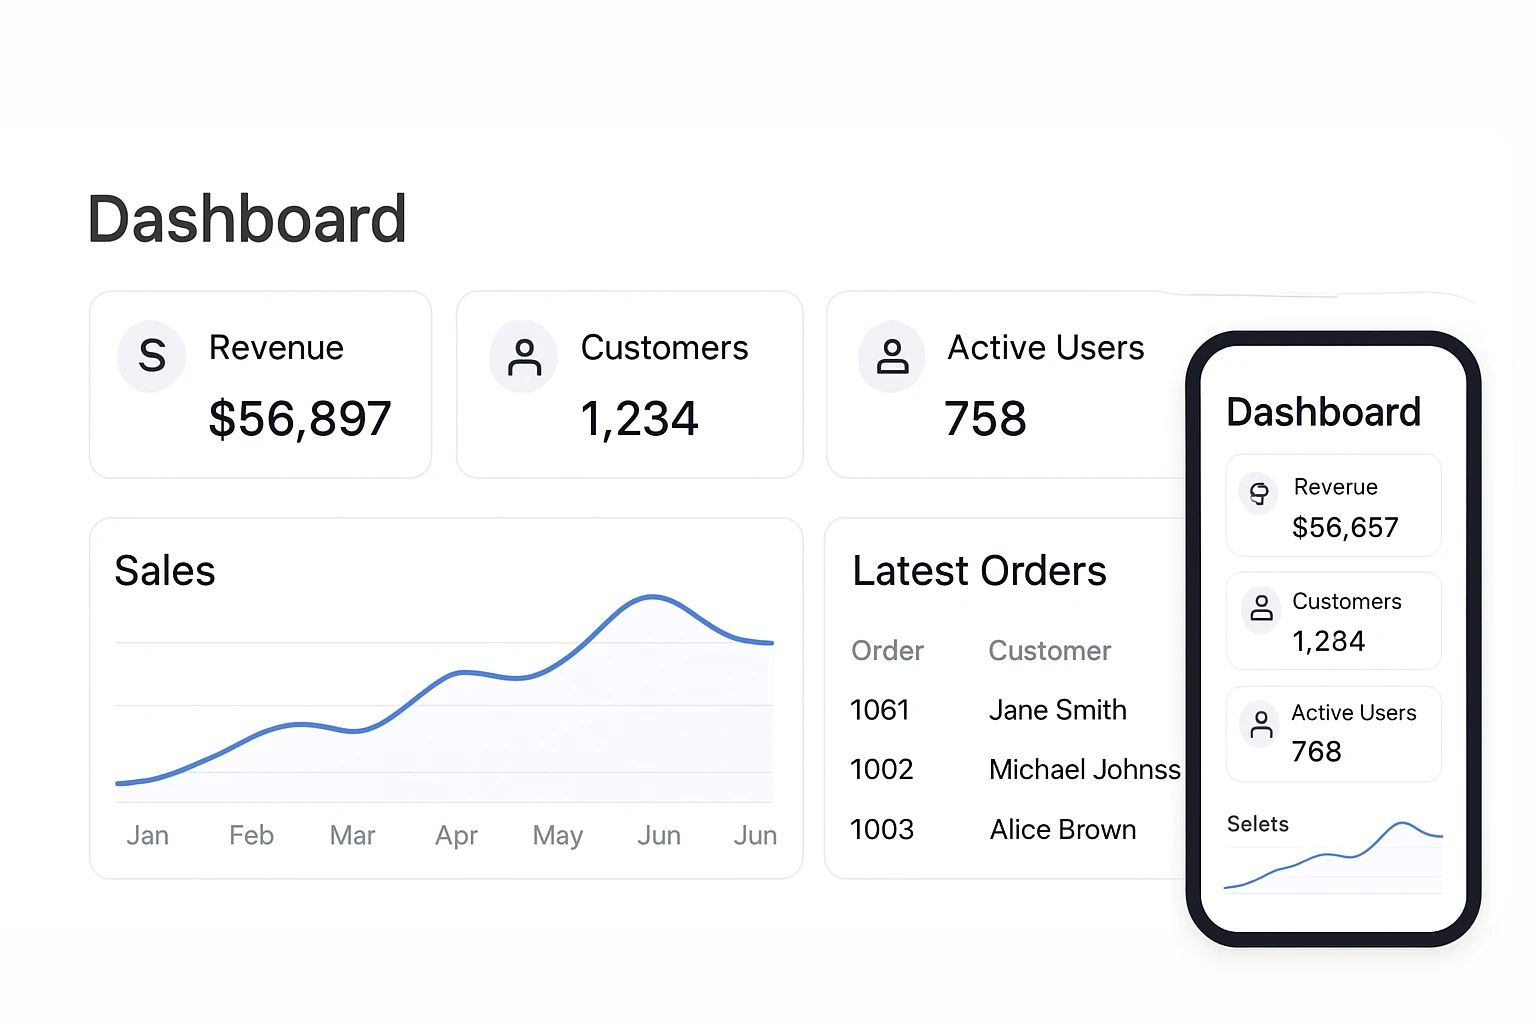 Dashboard
S Revenue
$56,897
Customers
1,234
Active Users
758
Sales
Jan Feb Mar Apr May Jun Jun
Latest Orders
Order Customer
1061 Jane Smith
1002 Michael Johnss
1003 Alice Brown
Dashboard
Reverue
$56,657
Customers
1,284
Active Users
768
Selets